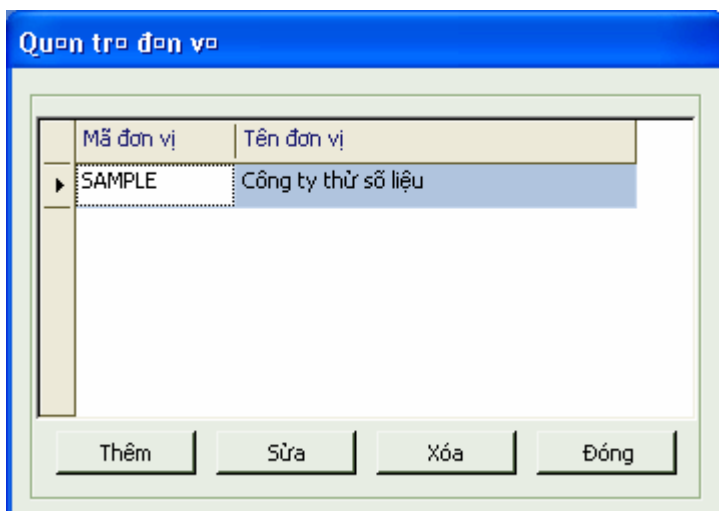 Qu¤n tr¤ đ¤n v¤
Mã đơn vị Tên đơn vị
SAMPLE Công ty thử số liệu
Thêm Sửa Xóa Đóng